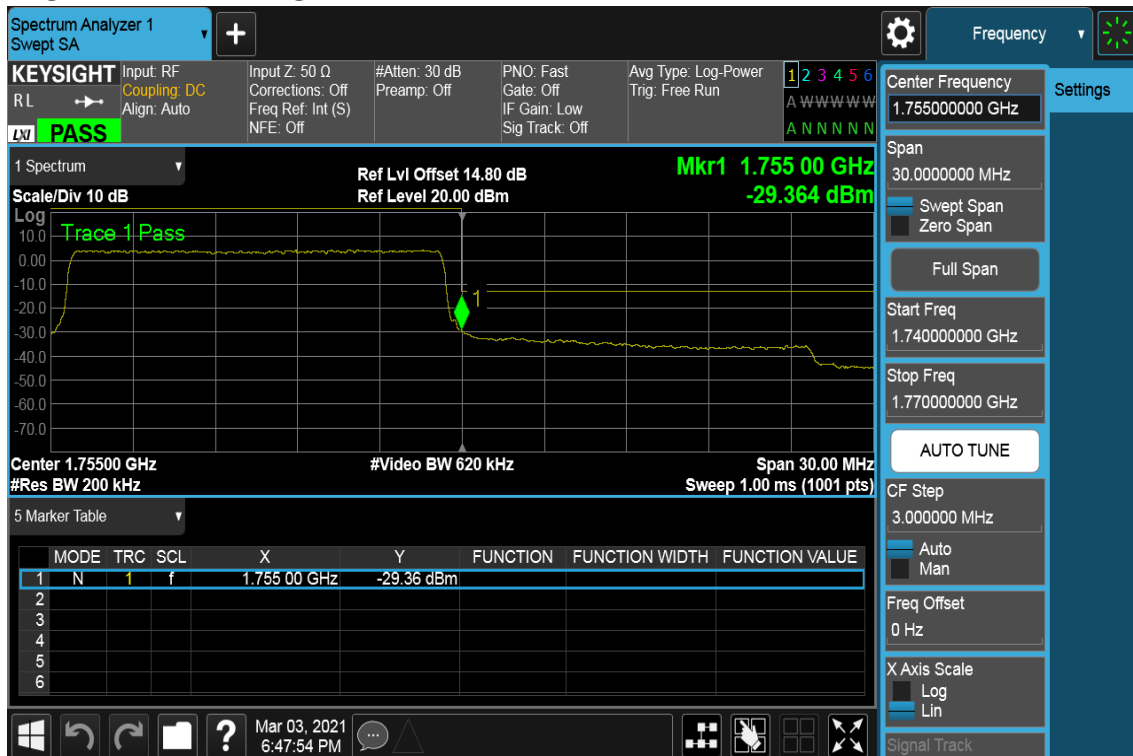 Spectrum Analyzer 1
Swept SA
+
Frequency
KEYSIGHT
RL
LXI PASS
Input: RF
Coupling: DC
Align: Auto
Input Z: 50 Ω
Corrections: Off
Freq Ref: Int (S)
NFE: Off
#Atten: 30 dB
Preamp: Off
PNO: Fast
Gate: Off
IF Gain: Low
Sig Track: Off
Avg Type: Log-Power
Trig: Free Run
1 2 3 4 5 6
A W W W W W
A N N N N N
1 Spectrum
Scale/Div 10 dB
Ref Lvl Offset 14.80 dB
Ref Level 20.00 dBm
Mkr1 1.755 00 GHz
-29.364 dBm
Log
Trace 1 Pass
10.0
0.00
-10.0
-20.0
-30.0
-40.0
-50.0
-60.0
-70.0
1
Center 1.75500 GHz
#Video BW 620 kHz
Span 30.00 MHz
#Res BW 200 kHz
Sweep 1.00 ms (1001 pts)
5 Marker Table
MODE TRC SCL X Y FUNCTION FUNCTION WIDTH FUNCTION VALUE
1 N 1 f 1.755 00 GHz -29.36 dBm
2
3
4
5
6
?
Mar 03, 2021
6:47:54 PM
Center Frequency
1.755000000 GHz
Settings
Span
30.0000000 MHz
Swept Span
Zero Span
Full Span
Start Freq
1.740000000 GHz
Stop Freq
1.770000000 GHz
AUTO TUNE
CF Step
3.000000 MHz
Auto
Man
Freq Offset
0 Hz
X Axis Scale
Log
Lin
Signal Track